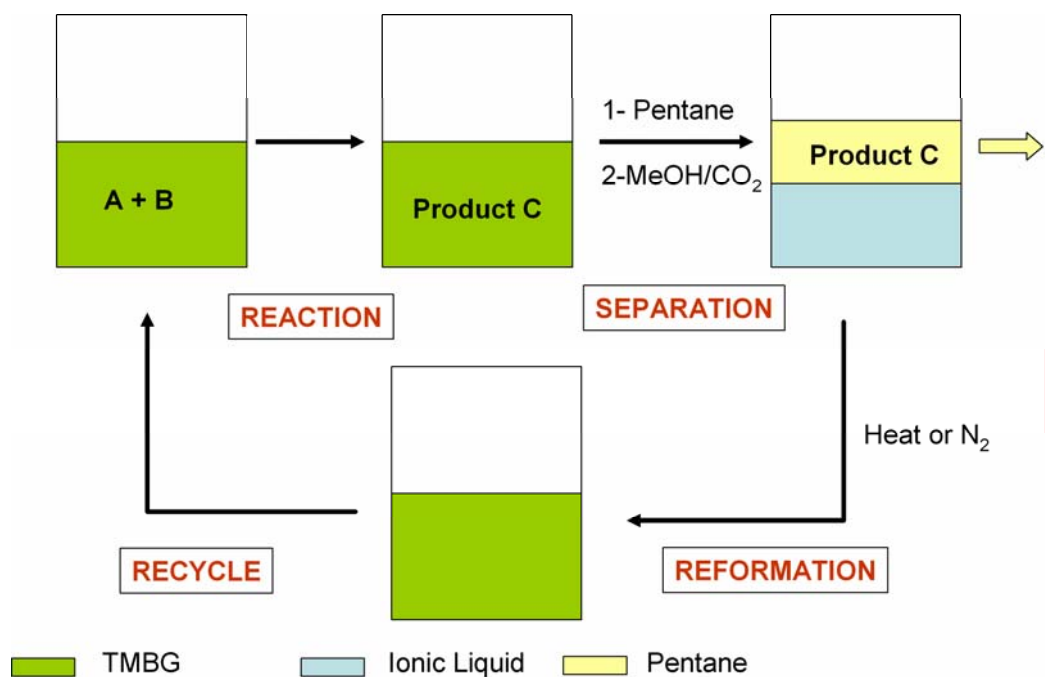 A + B
Product C
1- Pentane
2-MeOH/CO₂
Product C
REACTION
SEPARATION
Heat or N₂
RECYCLE
REFORMATION
TMBG
Ionic Liquid
Pentane